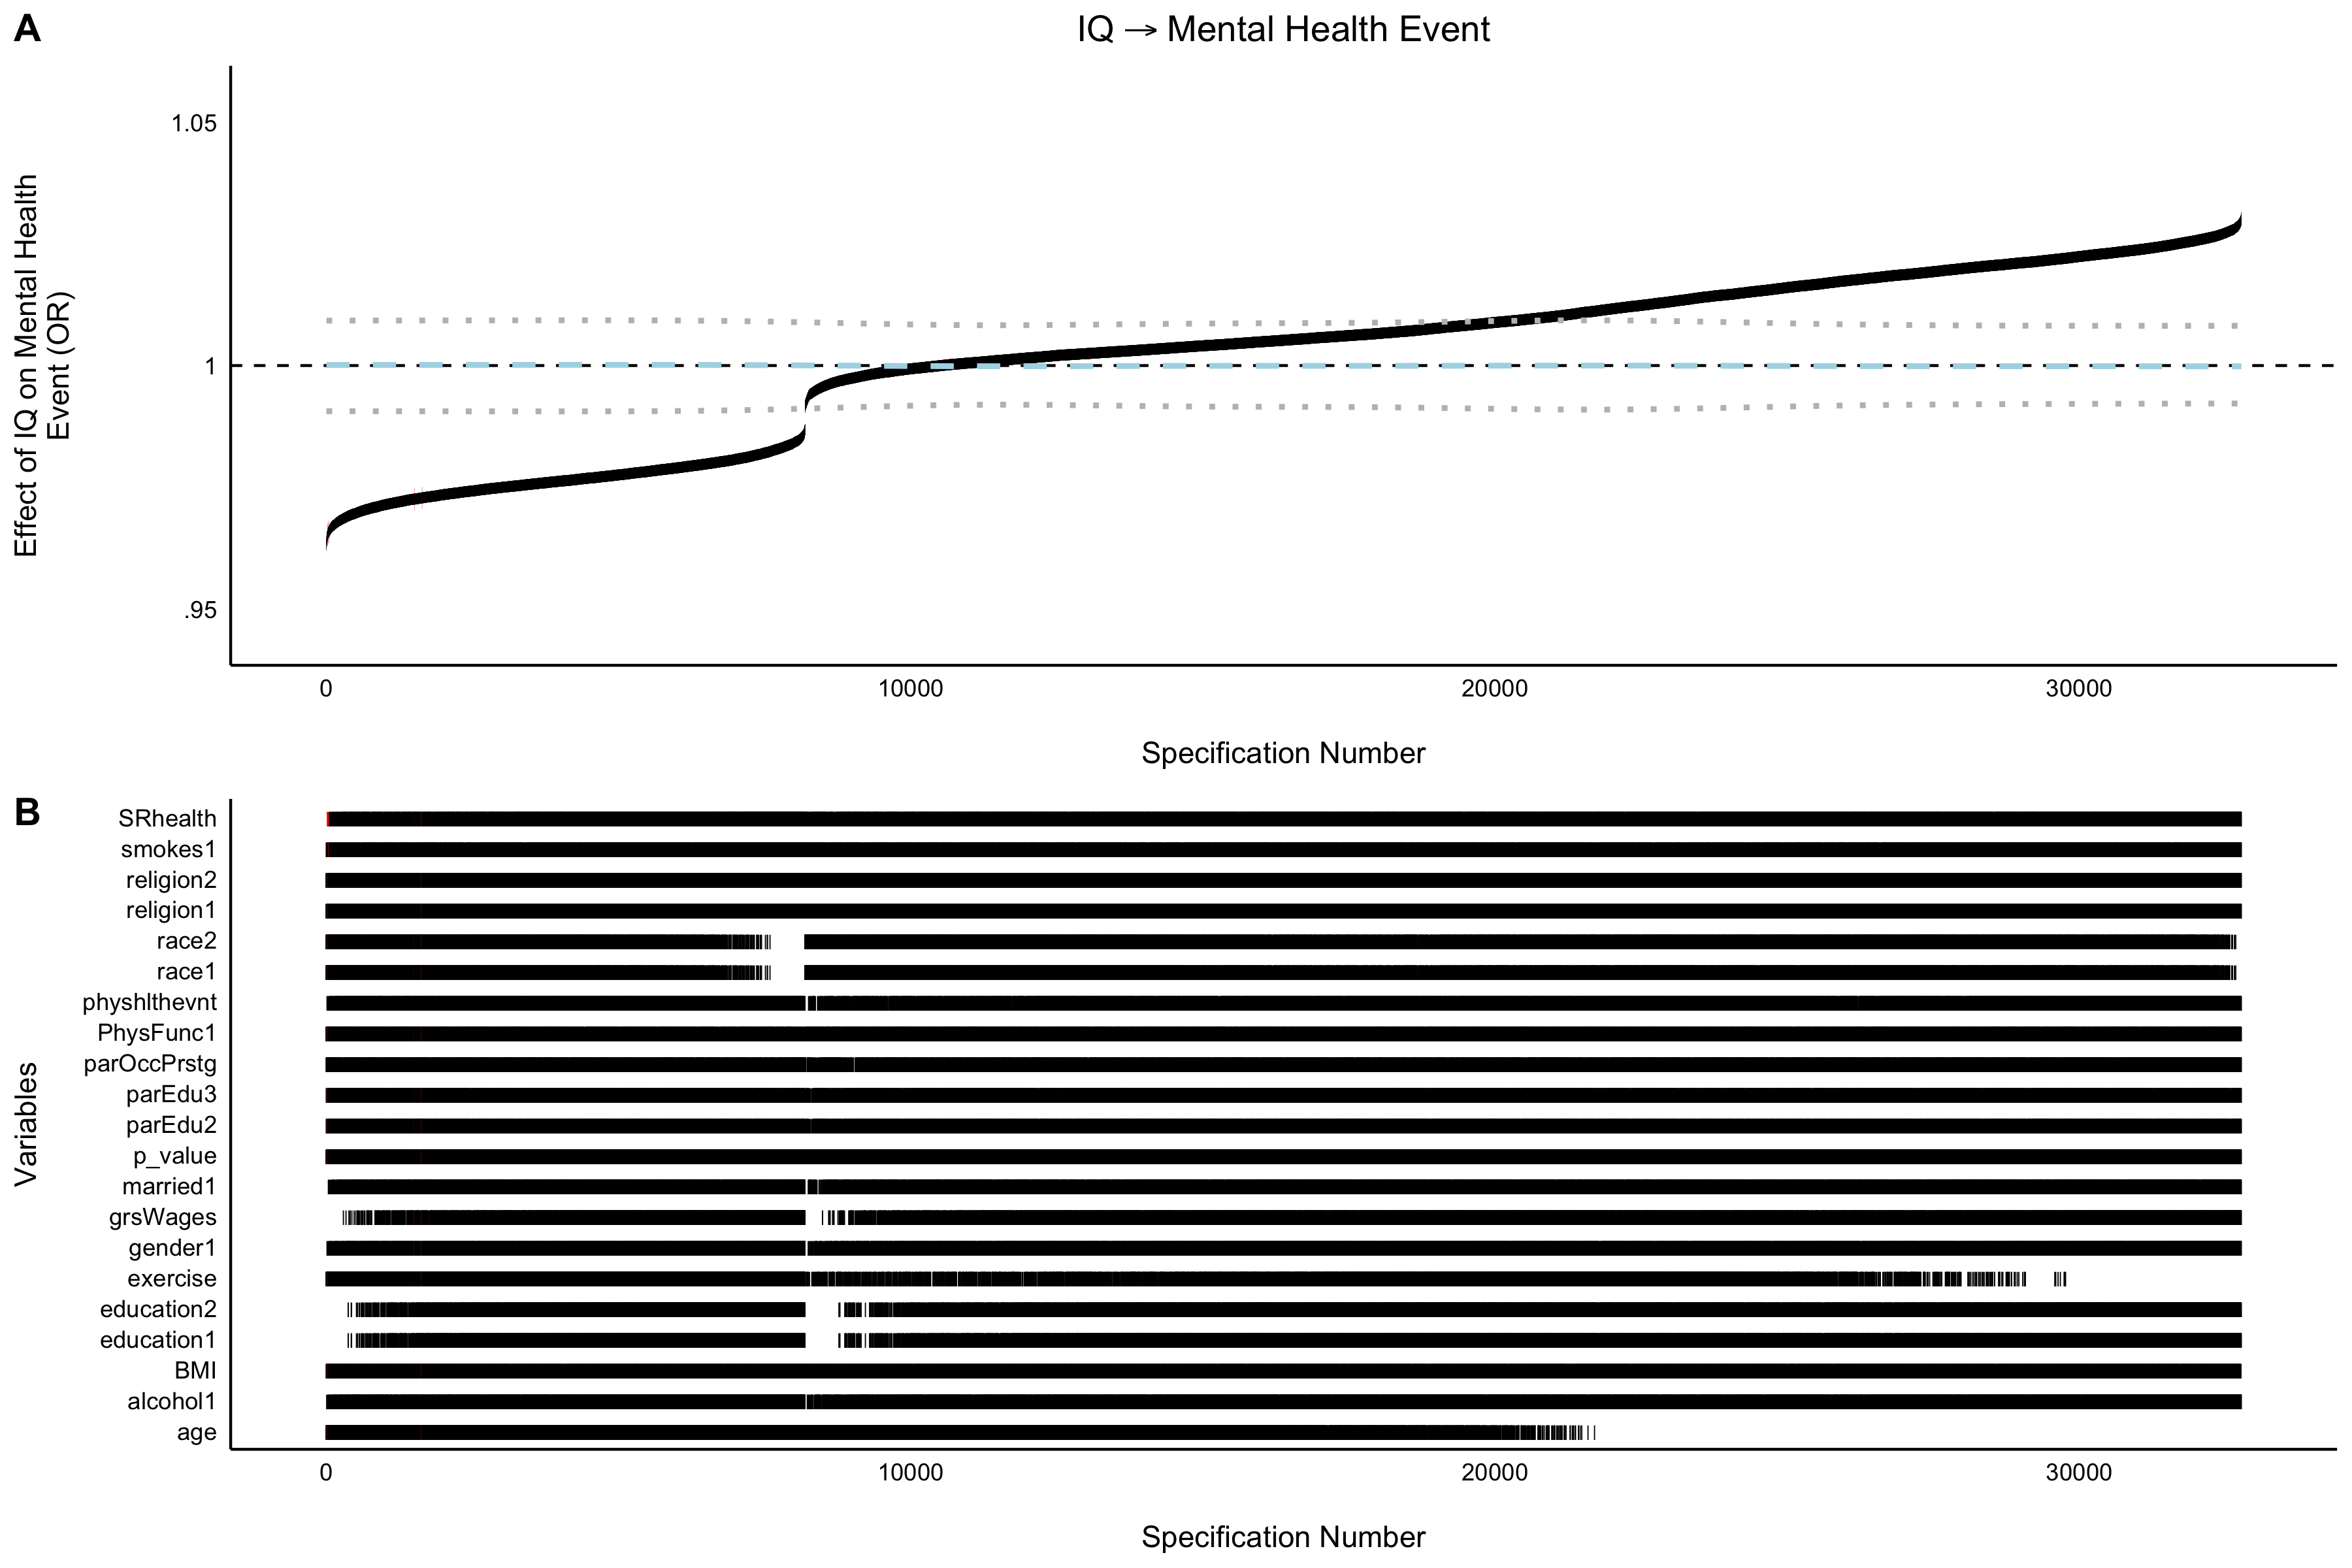 A
IQ → Mental Health Event
Effect of IQ on Mental Health
Event (OR)
1.05
1
.95
0 10000 20000 30000
Specification Number
B
Variables
SRhealth
smokes1
religion2
religion1
race2
race1
physhlthevnt
PhysFunc1
parOccPrstg
parEdu3
parEdu2
p_value
married1
grsWages
gender1
exercise
education2
education1
BMI
alcohol1
age
0 10000 20000 30000
Specification Number